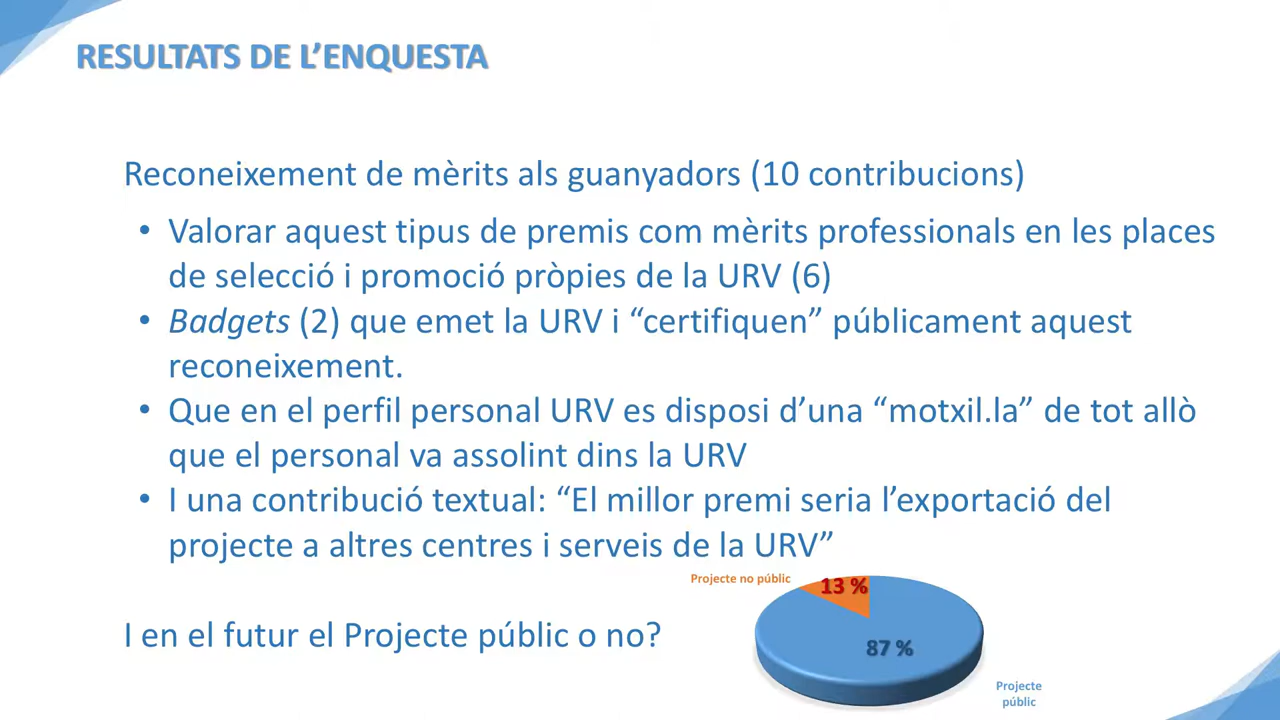 RESULTATS DE L’ENQUESTA
Reconeixement de mèrits als guanyadors (10 contribucions)
• Valorar aquest tipus de premis com mèrits professionals en les places
de selecció i promoció pròpies de la URV (6)
• Badgets (2) que emet la URV i “certifiquen” públicament aquest
reconeixement.
• Que en el perfil personal URV es disposi d’una “motxil.la” de tot allò
que el personal va assolint dins la URV
• I una contribució textual: “El millor premi seria l’exportació del
projecte a altres centres i serveis de la URV”
Projecte no públic
13 %
I en el futur el Projecte públic o no?
87 %
Projecte
públic